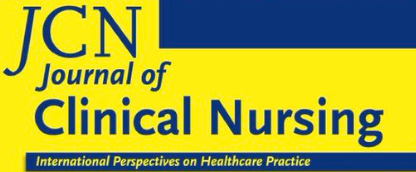 JCN
Journal of
Clinical Nursing
International Perspectives on Healthcare Practice